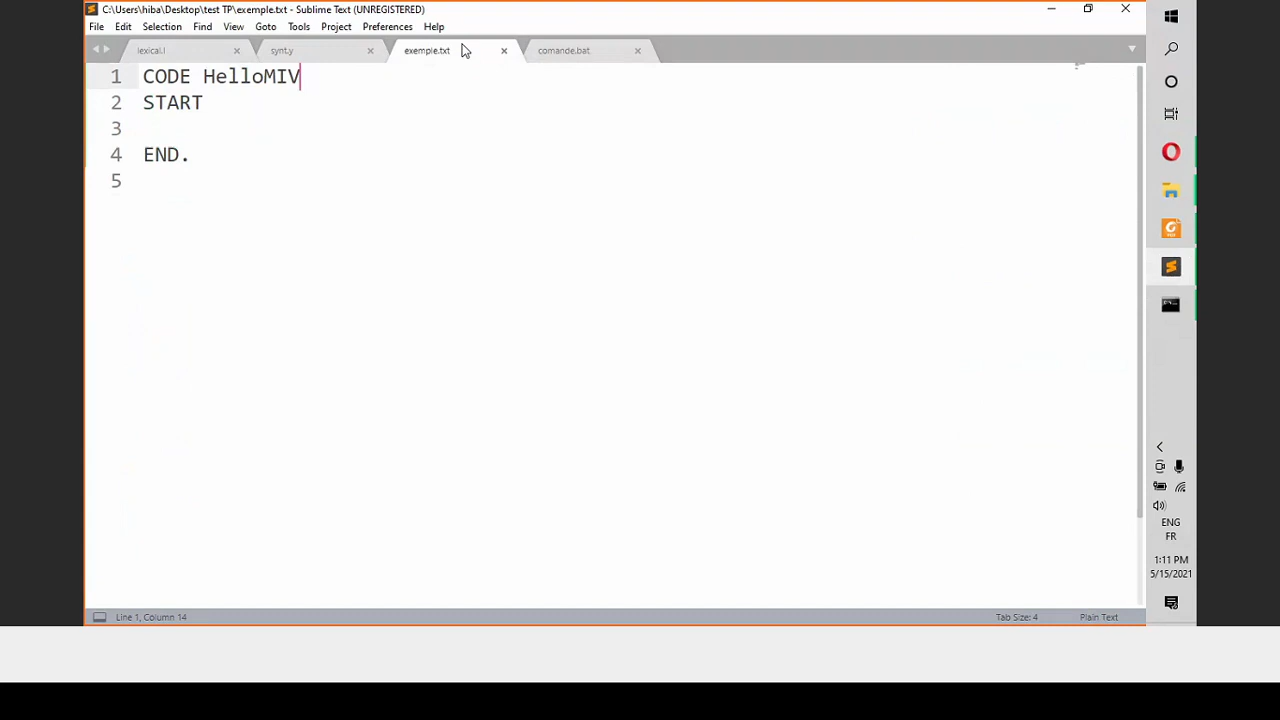 C:\Users\hiba\Desktop\test TP\exemple.txt - Sublime Text (UNREGISTERED)
File Edit Selection Find View Goto Tools Project Preferences Help
lexical.l synt.y exemple.txt comande.bat
1 CODE HelloMIV
2 START
3
4 END.
5
ENG
FR
1:11 PM
5/15/2021
Line 1, Column 14 Tab Size: 4 Plain Text